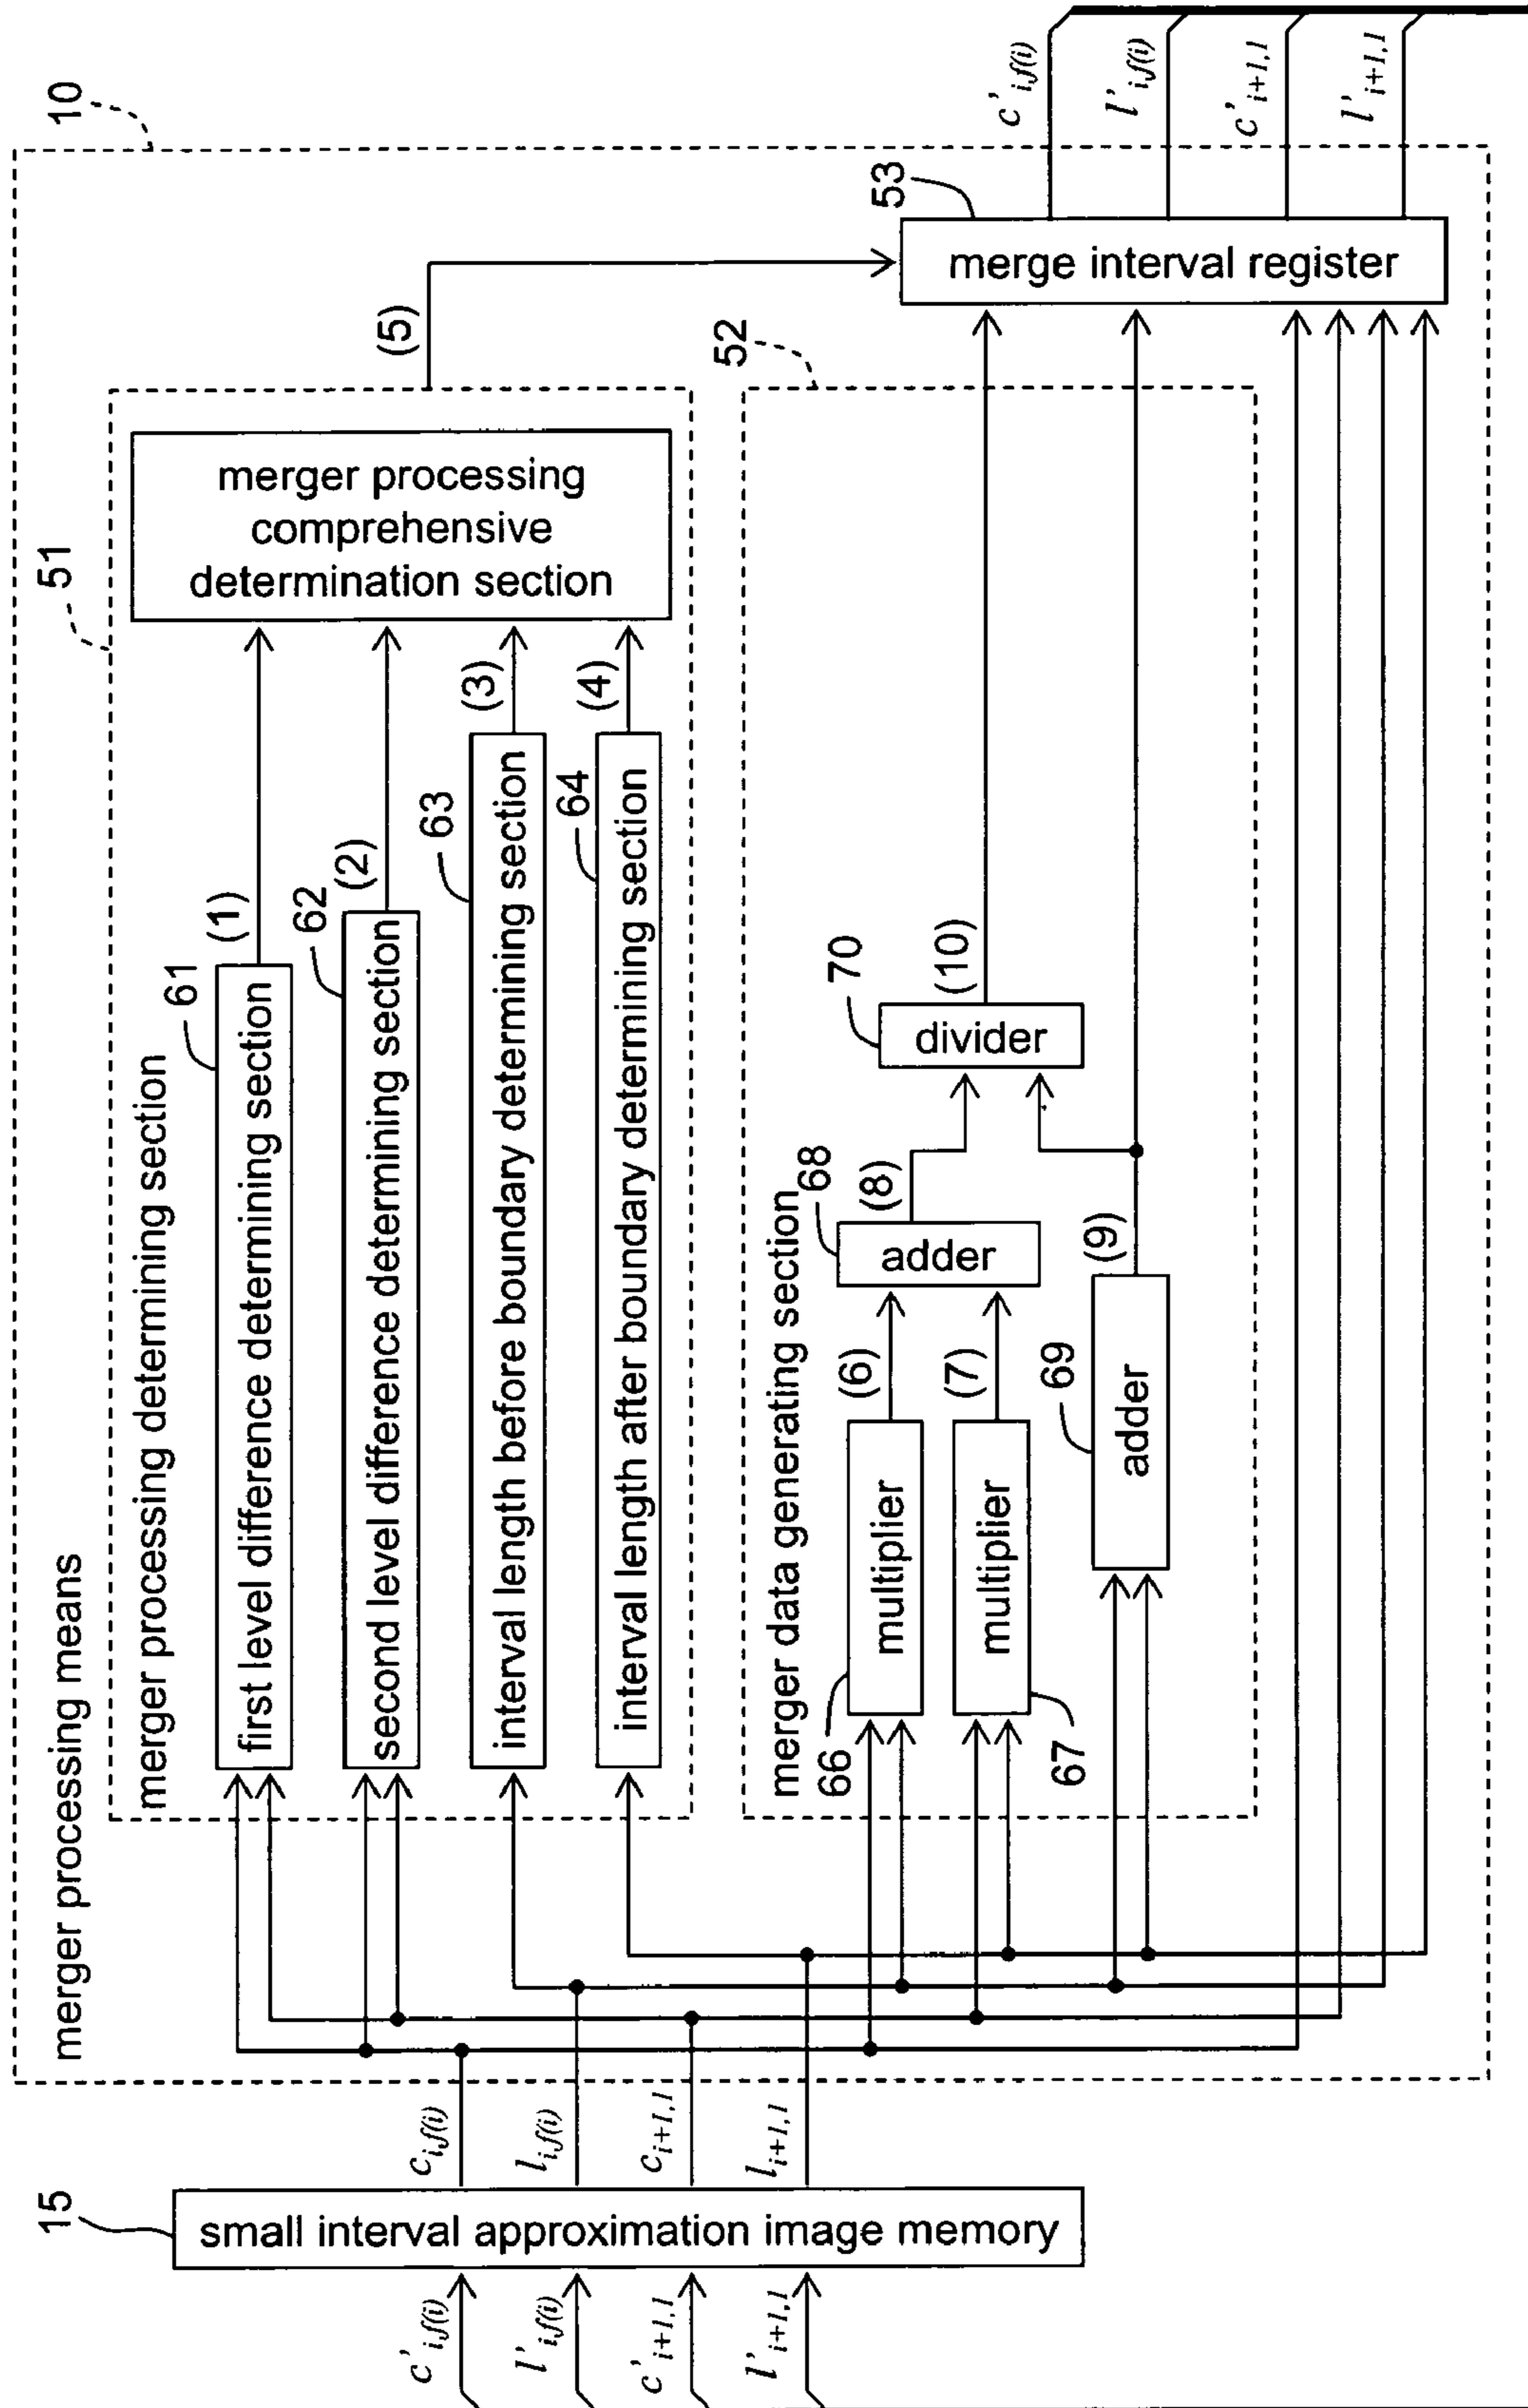 10
merger processing means
51
merger processing determining section
61
first level difference determining section
(1)
62
second level difference determining section
(2)
63
interval length before boundary determining section
(3)
64
interval length after boundary determining section
(4)
merger processing
comprehensive
determination section
(5)
15
small interval approximation image memory
c'i,f(i)
l'i,f(i)
c'i+1,1
l'i+1,1
ci,f(i)
li,f(i)
ci+1,1
li+1,1
52
merger data generating section
66
multiplier
(6)
67
multiplier
(7)
68
adder
(8)
69
adder
(9)
70
divider
(10)
53
merge interval register
c'i,f(i)
l'i,f(i)
c'i+1,1
l'i+1,1